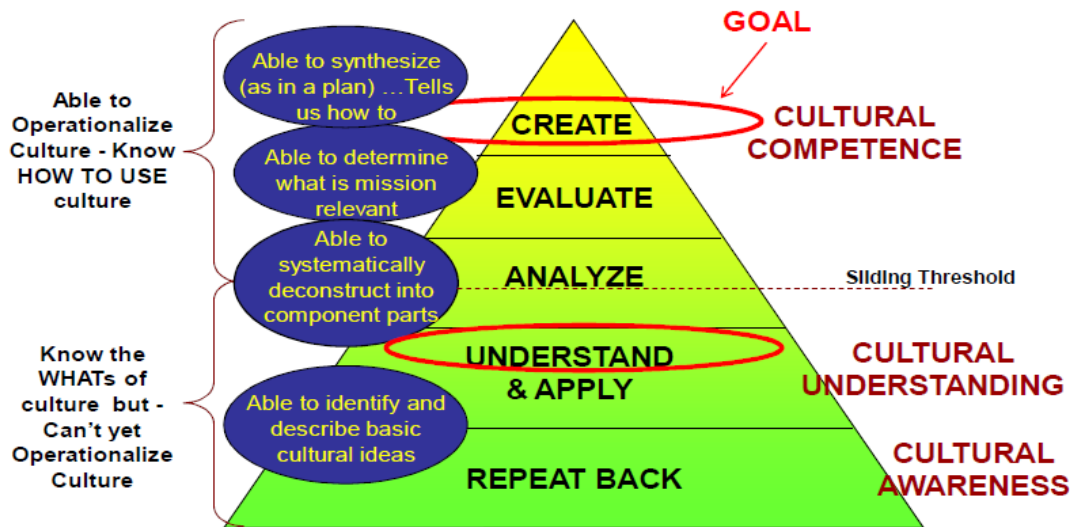 GOAL
Able to synthesize
(as in a plan) ...Tells
us how to
Able to
Operationalize
Culture - Know
HOW TO USE
culture
CREATE
CULTURAL
COMPETENCE
Able to determine
what is mission
relevant
EVALUATE
Able to
systematically
deconstruct into
component parts
ANALYZE
Sliding Threshold
Know the
WHATs of
culture but -
Can't yet
Operationalize
Culture
UNDERSTAND
& APPLY
CULTURAL
UNDERSTANDING
Able to identify and
describe basic
cultural ideas
REPEAT BACK
CULTURAL
AWARENESS